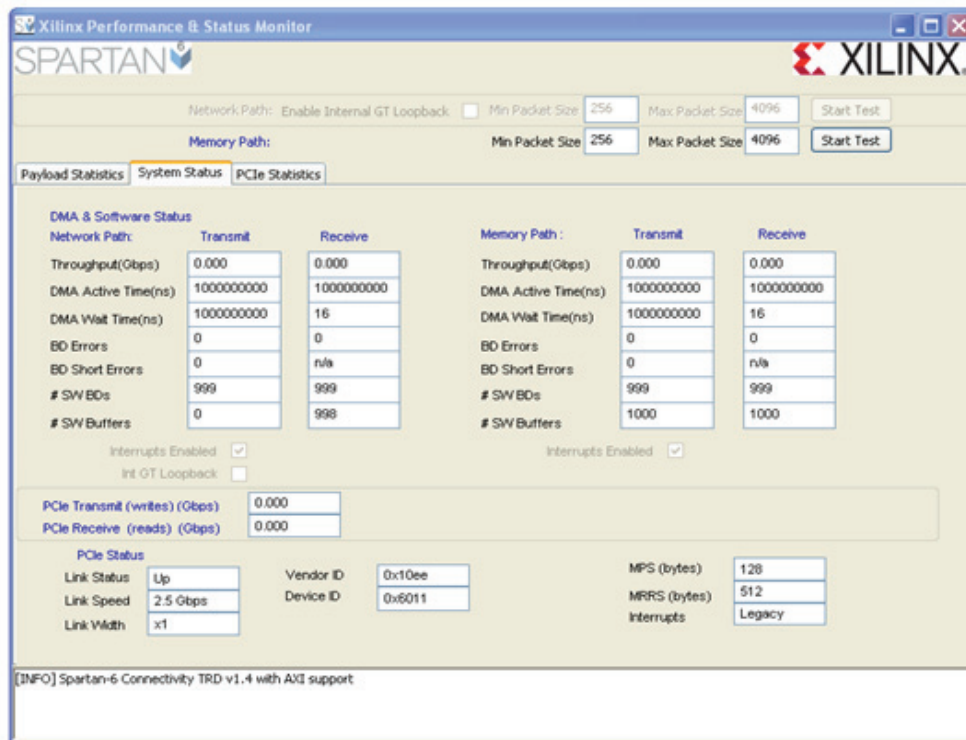 Xilinx Performance & Status Monitor
SPARTAN 6
XILINX.
Network Path: Enable Internal GT Loopback Min Packet Size 256 Max Packet Size 4096 Start Test
Memory Path: Min Packet Size 256 Max Packet Size 4096 Start Test
Payload Statistics System Status PCIe Statistics
DMA & Software Status
Network Path: Transmit Receive Memory Path : Transmit Receive
Throughput(Gbps) 0.000 0.000 Throughput(Gbps) 0.000 0.000
DMA Active Time(ns) 1000000000 1000000000 DMA Active Time(ns) 1000000000 1000000000
DMA Wait Time(ns) 1000000000 16 DMA Wait Time(ns) 1000000000 16
BD Errors 0 0 BD Errors 0 0
BD Short Errors 0 n/a BD Short Errors 0 n/a
# SW BDs 999 999 # SW BDs 999 999
# SW Buffers 0 998 # SW Buffers 1000 1000
Interrupts Enabled Interrupts Enabled
Int GT Loopback
PCIe Transmit (writes) (Gbps) 0.000
PCIe Receive (reads) (Gbps) 0.000
PCIe Status
Link Status Up Vendor ID 0x10ee MPS (bytes) 128
Link Speed 2.5 Gbps Device ID 0x6011 MRRS (bytes) 512
Link Width x1 Interrupts Legacy
[INFO] Spartan-6 Connectivity TRD v1.4 with AXI support